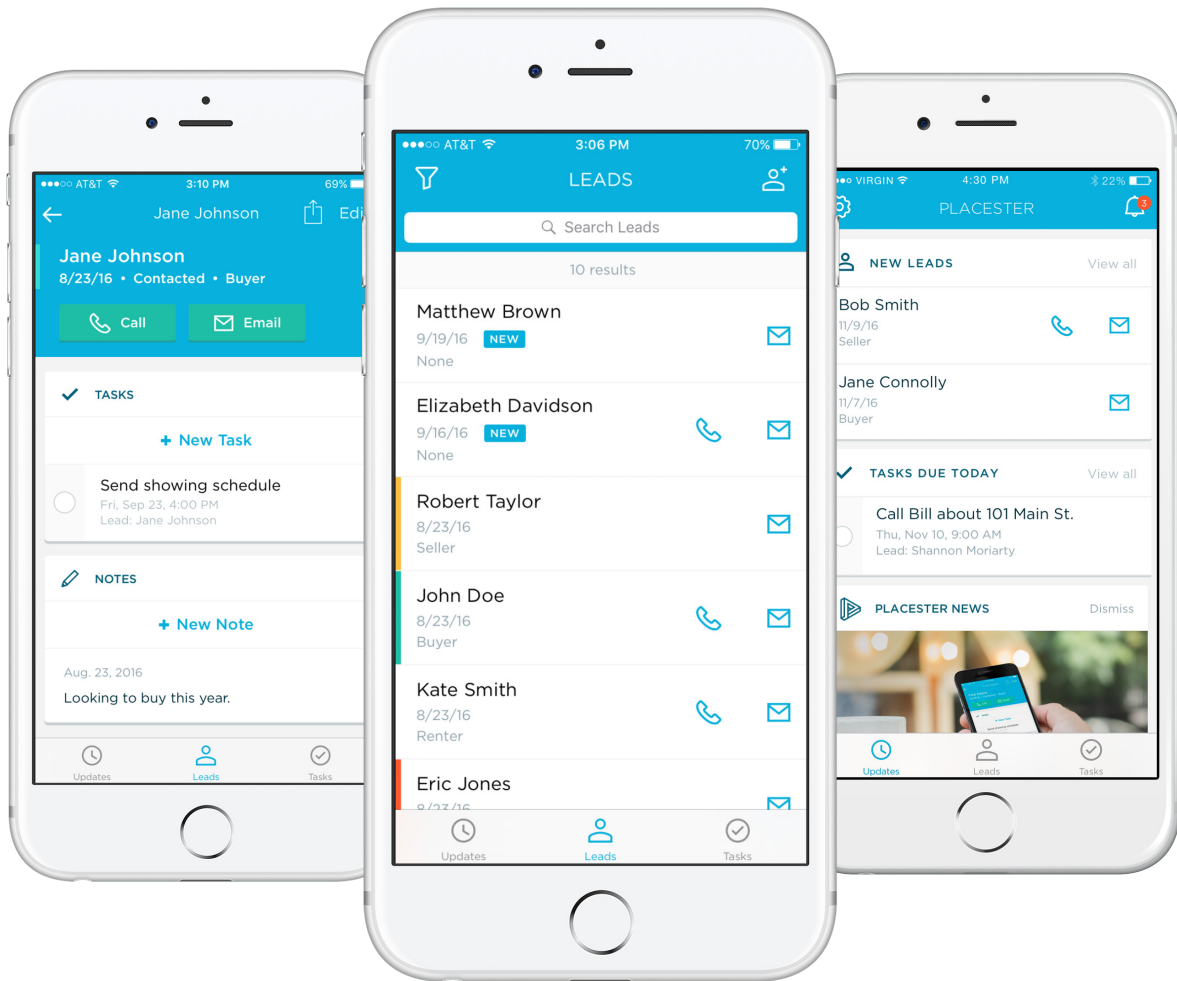 AT&T 3:10 PM 69%
Jane Johnson Edi
Jane Johnson
8/23/16 • Contacted • Buyer
Call Email
TASKS
+ New Task
Send showing schedule
Fri, Sep 23, 4:00 PM
Lead: Jane Johnson
NOTES
+ New Note
Aug. 23, 2016
Looking to buy this year.
Updates Leads Tasks
AT&T 3:06 PM 70%
LEADS
Search Leads
10 results
Matthew Brown
9/19/16 NEW
None
Elizabeth Davidson
9/16/16 NEW
None
Robert Taylor
8/23/16
Seller
John Doe
8/23/16
Buyer
Kate Smith
8/23/16
Renter
Eric Jones
8/23/16
Updates Leads Tasks
VIRGIN 4:30 PM 22%
PLACESTER 3
NEW LEADS View all
Bob Smith
11/9/16
Seller
Jane Connolly
11/7/16
Buyer
TASKS DUE TODAY View all
Call Bill about 101 Main St.
Thu, Nov 10, 9:00 AM
Lead: Shannon Moriarty
PLACESTER NEWS Dismiss
Updates Leads Tasks